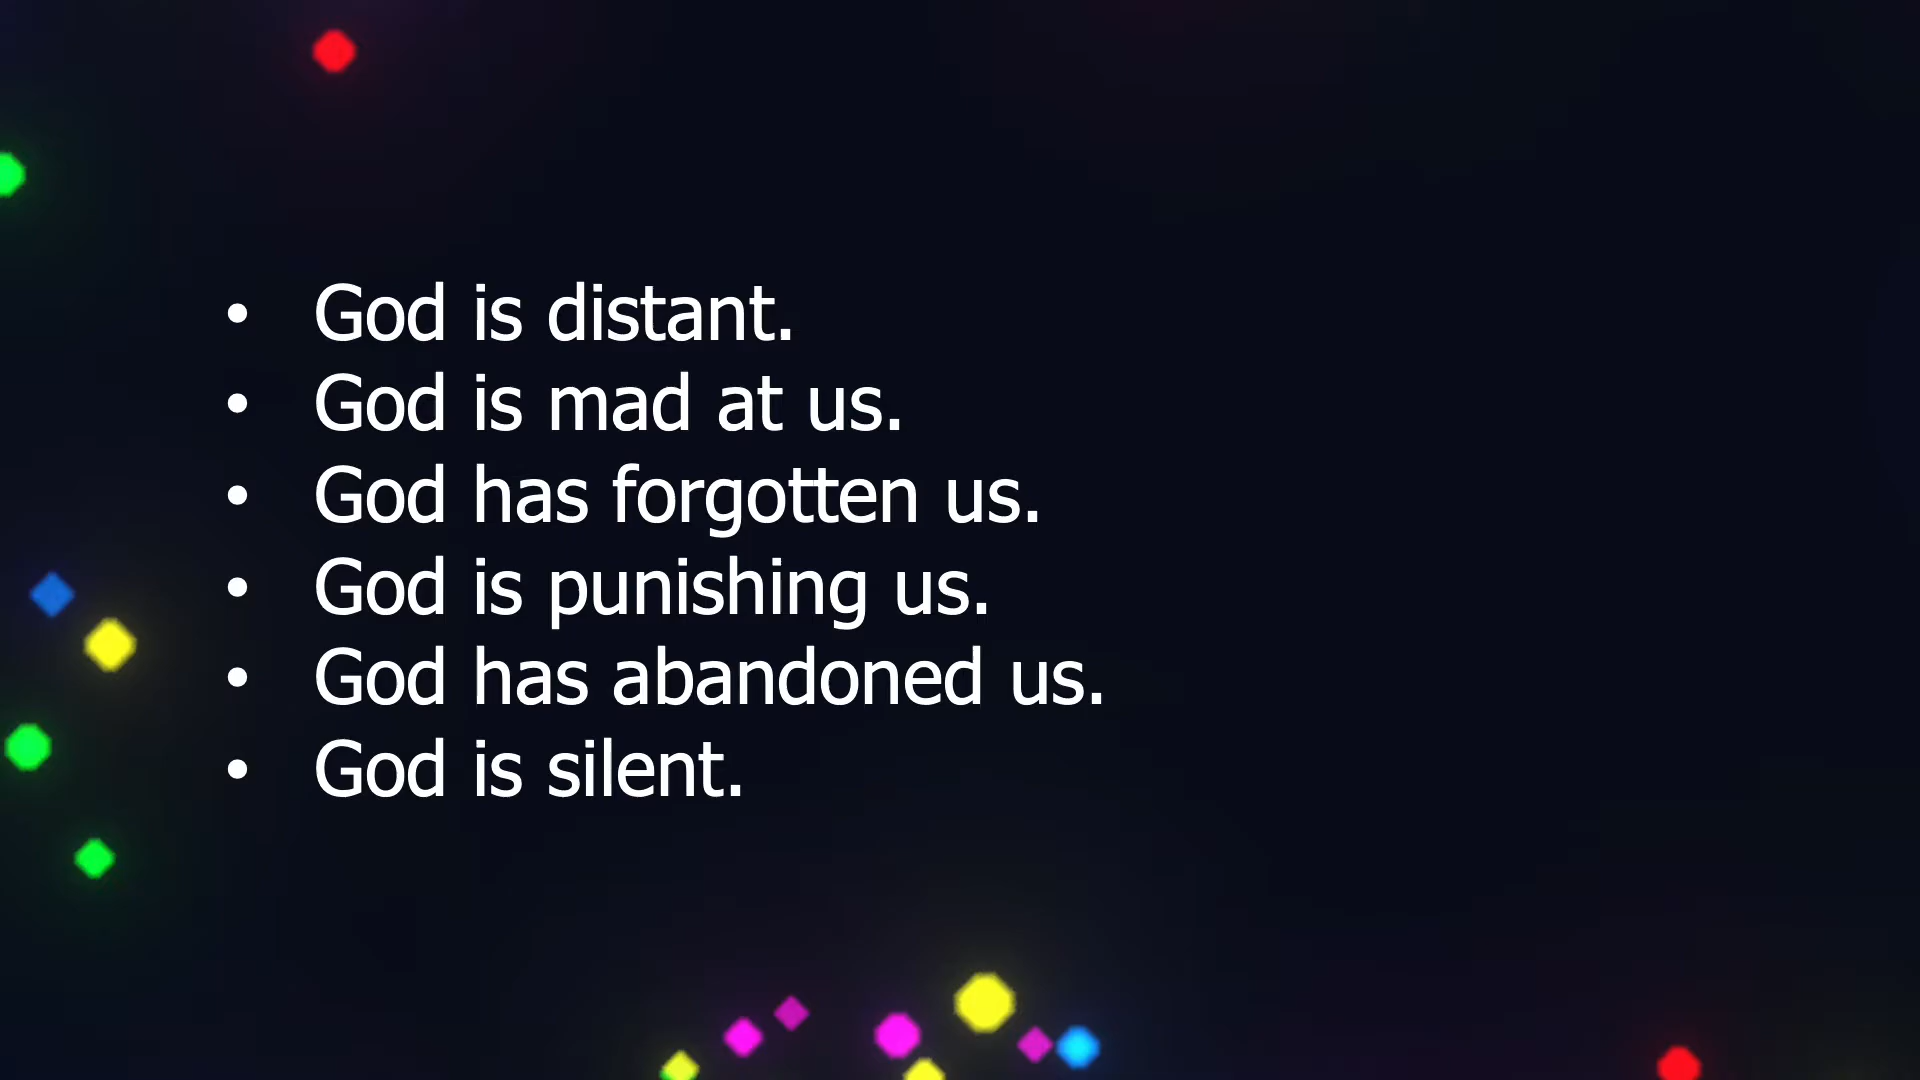 • God is distant.
• God is mad at us.
• God has forgotten us.
• God is punishing us.
• God has abandoned us.
• God is silent.